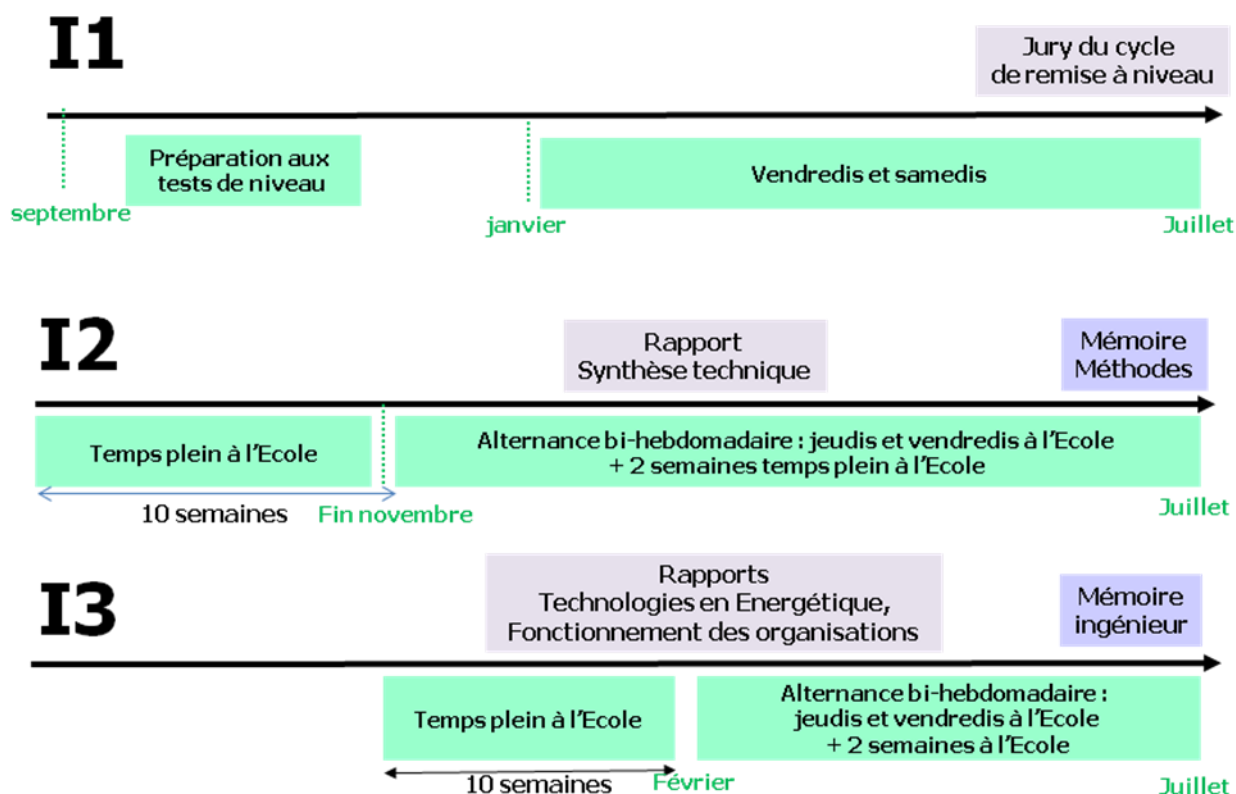 I1
Jury du cycle
de remise à niveau
Préparation aux
tests de niveau
Vendredis et samedis
septembre
janvier
Juillet
I2
Rapport
Synthèse technique
Mémoire
Méthodes
Temps plein à l'Ecole
Alternance bi-hebdomadaire : jeudis et vendredis à l'Ecole
+ 2 semaines temps plein à l'Ecole
10 semaines
Fin novembre
Juillet
I3
Rapports
Technologies en Energétique,
Fonctionnement des organisations
Mémoire
ingénieur
Temps plein à l'Ecole
Alternance bi-hebdomadaire :
jeudis et vendredis à l'Ecole
+ 2 semaines à l'Ecole
10 semaines
Février
Juillet